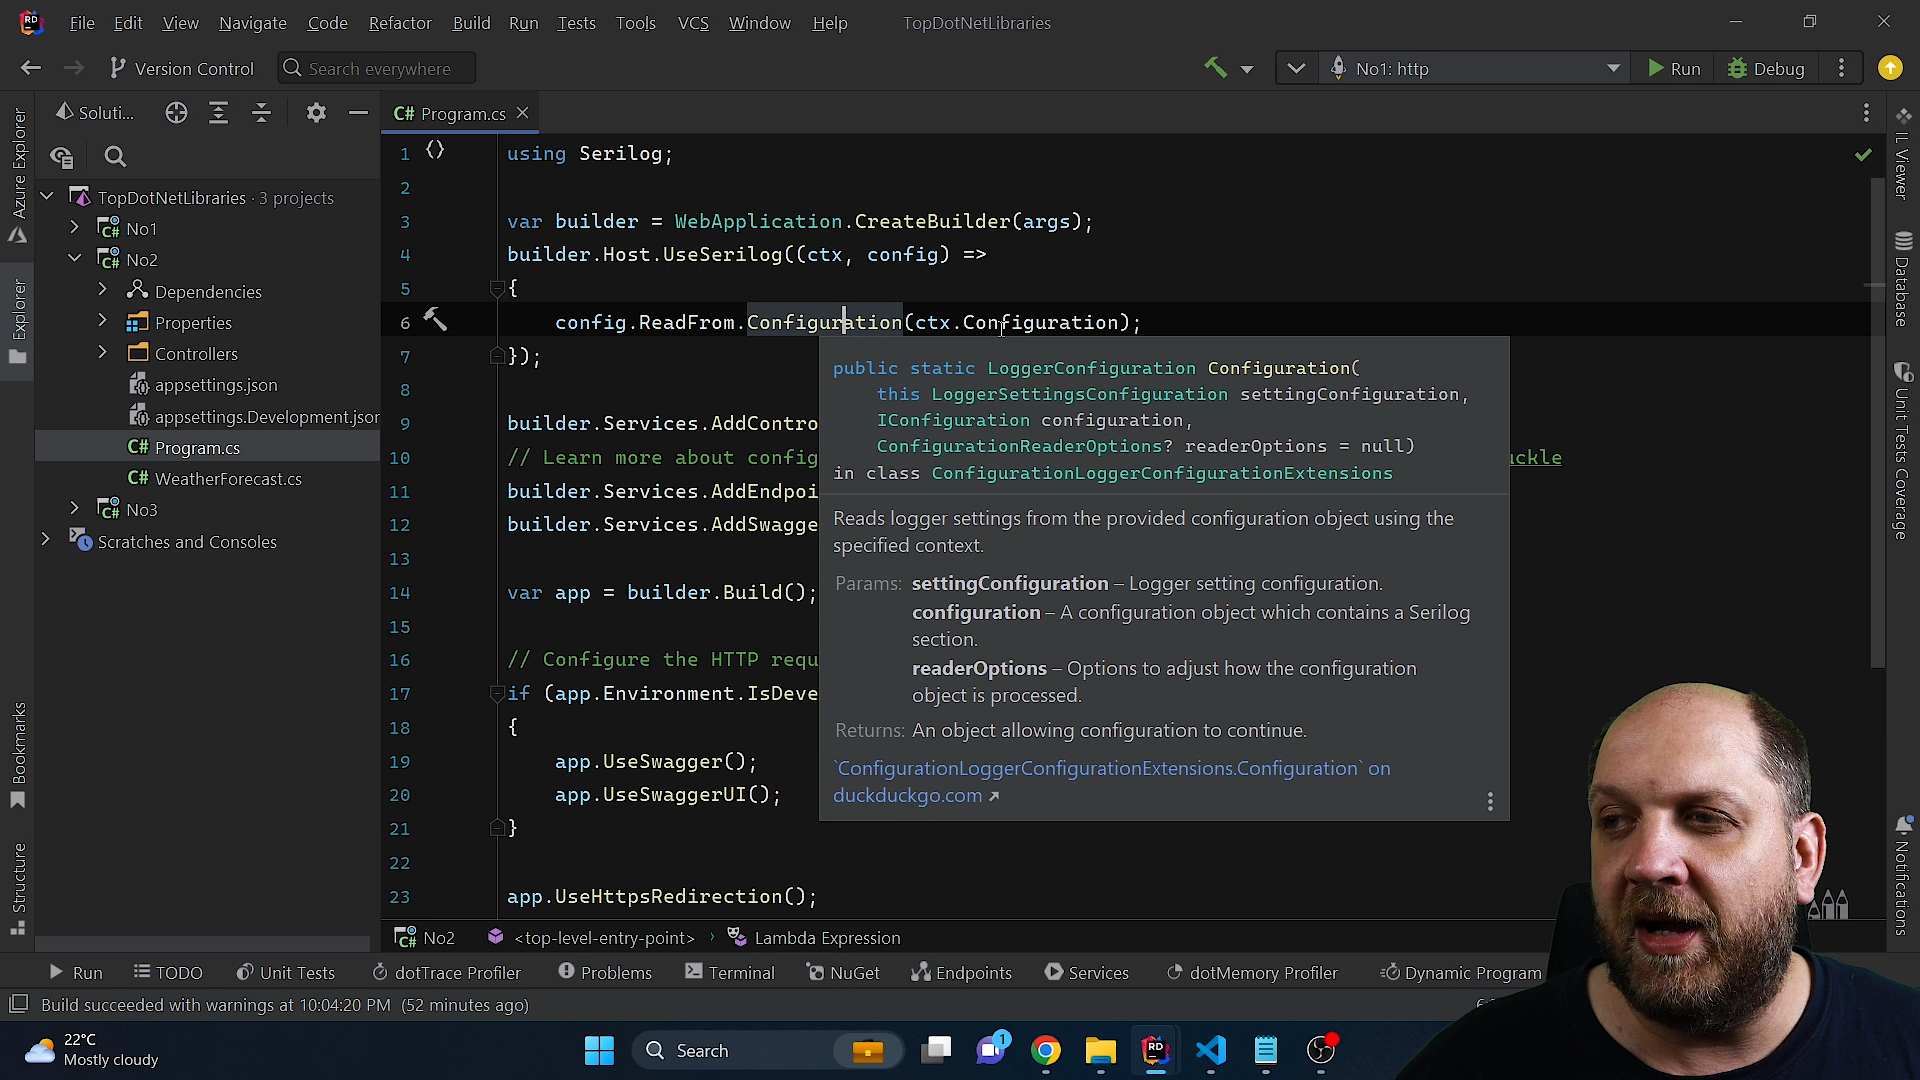 File Edit View Navigate Code Refactor Build Run Tests Tools VCS Window Help TopDotNetLibraries
Version Control Search everywhere No1: http Run Debug
Soluti... C# Program.cs
Azure Explorer
Explorer
Bookmarks
Structure
TopDotNetLibraries · 3 projects
C# No1
C# No2
Dependencies
Properties
Controllers
appsettings.json
appsettings.Development.json
C# Program.cs
C# WeatherForecast.cs
C# No3
Scratches and Consoles
1 using Serilog;
2
3 var builder = WebApplication.CreateBuilder(args);
4 builder.Host.UseSerilog((ctx, config) =>
5 {
6 config.ReadFrom.Configuration(ctx.Configuration);
7 });
8
9 builder.Services.AddContro
10 // Learn more about config uckle
11 builder.Services.AddEndpoi
12 builder.Services.AddSwagge
13
14 var app = builder.Build();
15
16 // Configure the HTTP requ
17 if (app.Environment.IsDeve
18 {
19 app.UseSwagger();
20 app.UseSwaggerUI();
21 }
22
23 app.UseHttpsRedirection();
public static LoggerConfiguration Configuration(
this LoggerSettingsConfiguration settingConfiguration,
IConfiguration configuration,
ConfigurationReaderOptions? readerOptions = null)
in class ConfigurationLoggerConfigurationExtensions
Reads logger settings from the provided configuration object using the
specified context.
Params: settingConfiguration – Logger setting configuration.
configuration – A configuration object which contains a Serilog
section.
readerOptions – Options to adjust how the configuration
object is processed.
Returns: An object allowing configuration to continue.
`ConfigurationLoggerConfigurationExtensions.Configuration` on
duckduckgo.com
IL Viewer
Database
Unit Tests Coverage
Notifications
C# No2 <top-level-entry-point> Lambda Expression
Run TODO Unit Tests dotTrace Profiler Problems Terminal NuGet Endpoints Services dotMemory Profiler Dynamic Program
Build succeeded with warnings at 10:04:20 PM (52 minutes ago)
22°C
Mostly cloudy
Search
1
RD